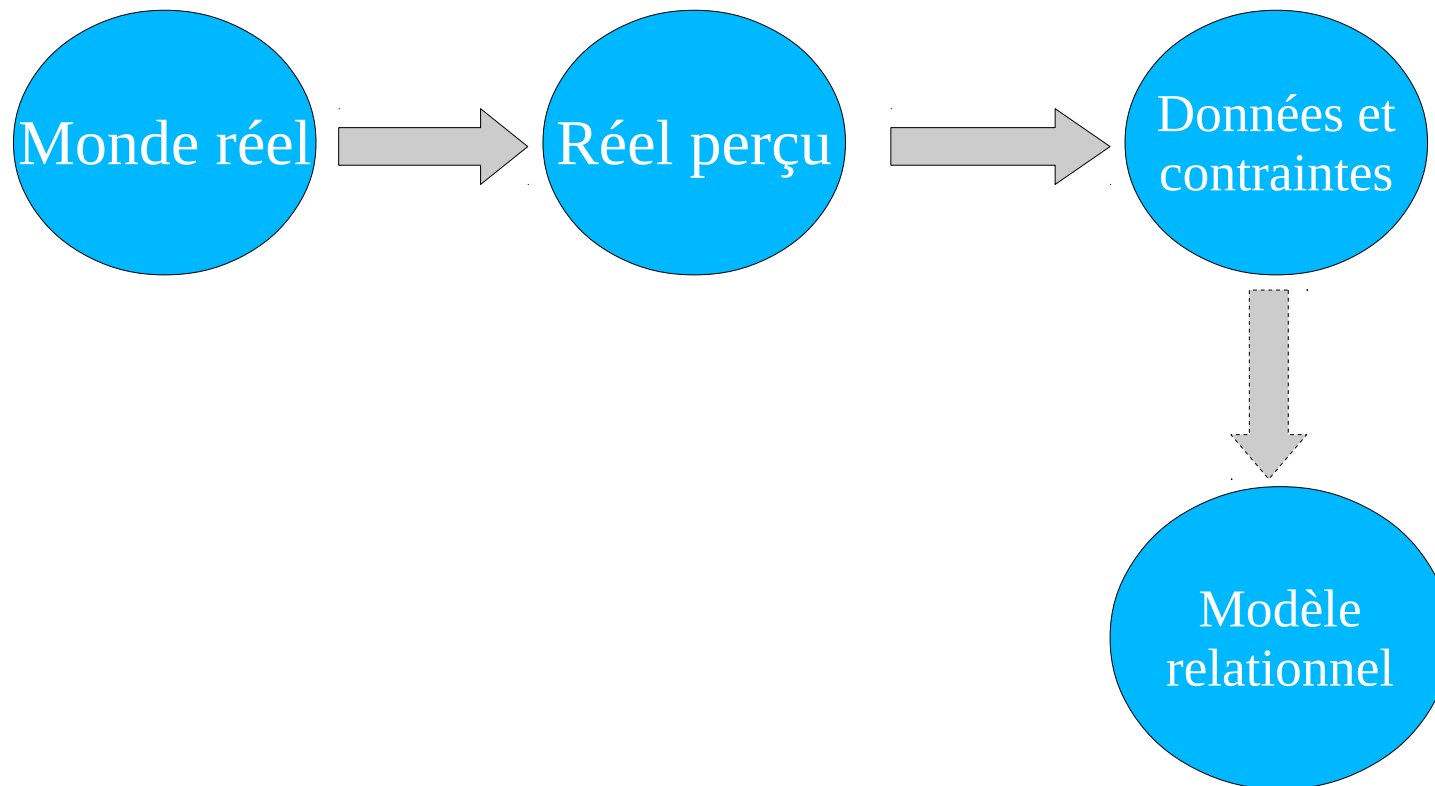 Monde réel
Réel perçu
Données et
contraintes
Modèle
relationnel